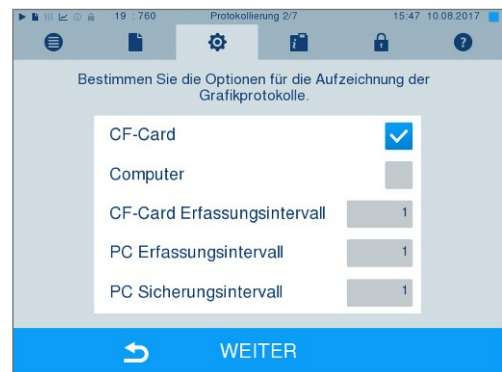 19 : 760 Protokollierung 2/7 15:47 10.08.2017
Bestimmen Sie die Optionen für die Aufzeichnung der
Grafikprotokolle.
CF-Card
Computer
CF-Card Erfassungsintervall 1
PC Erfassungsintervall 1
PC Sicherungsintervall 1
WEITER